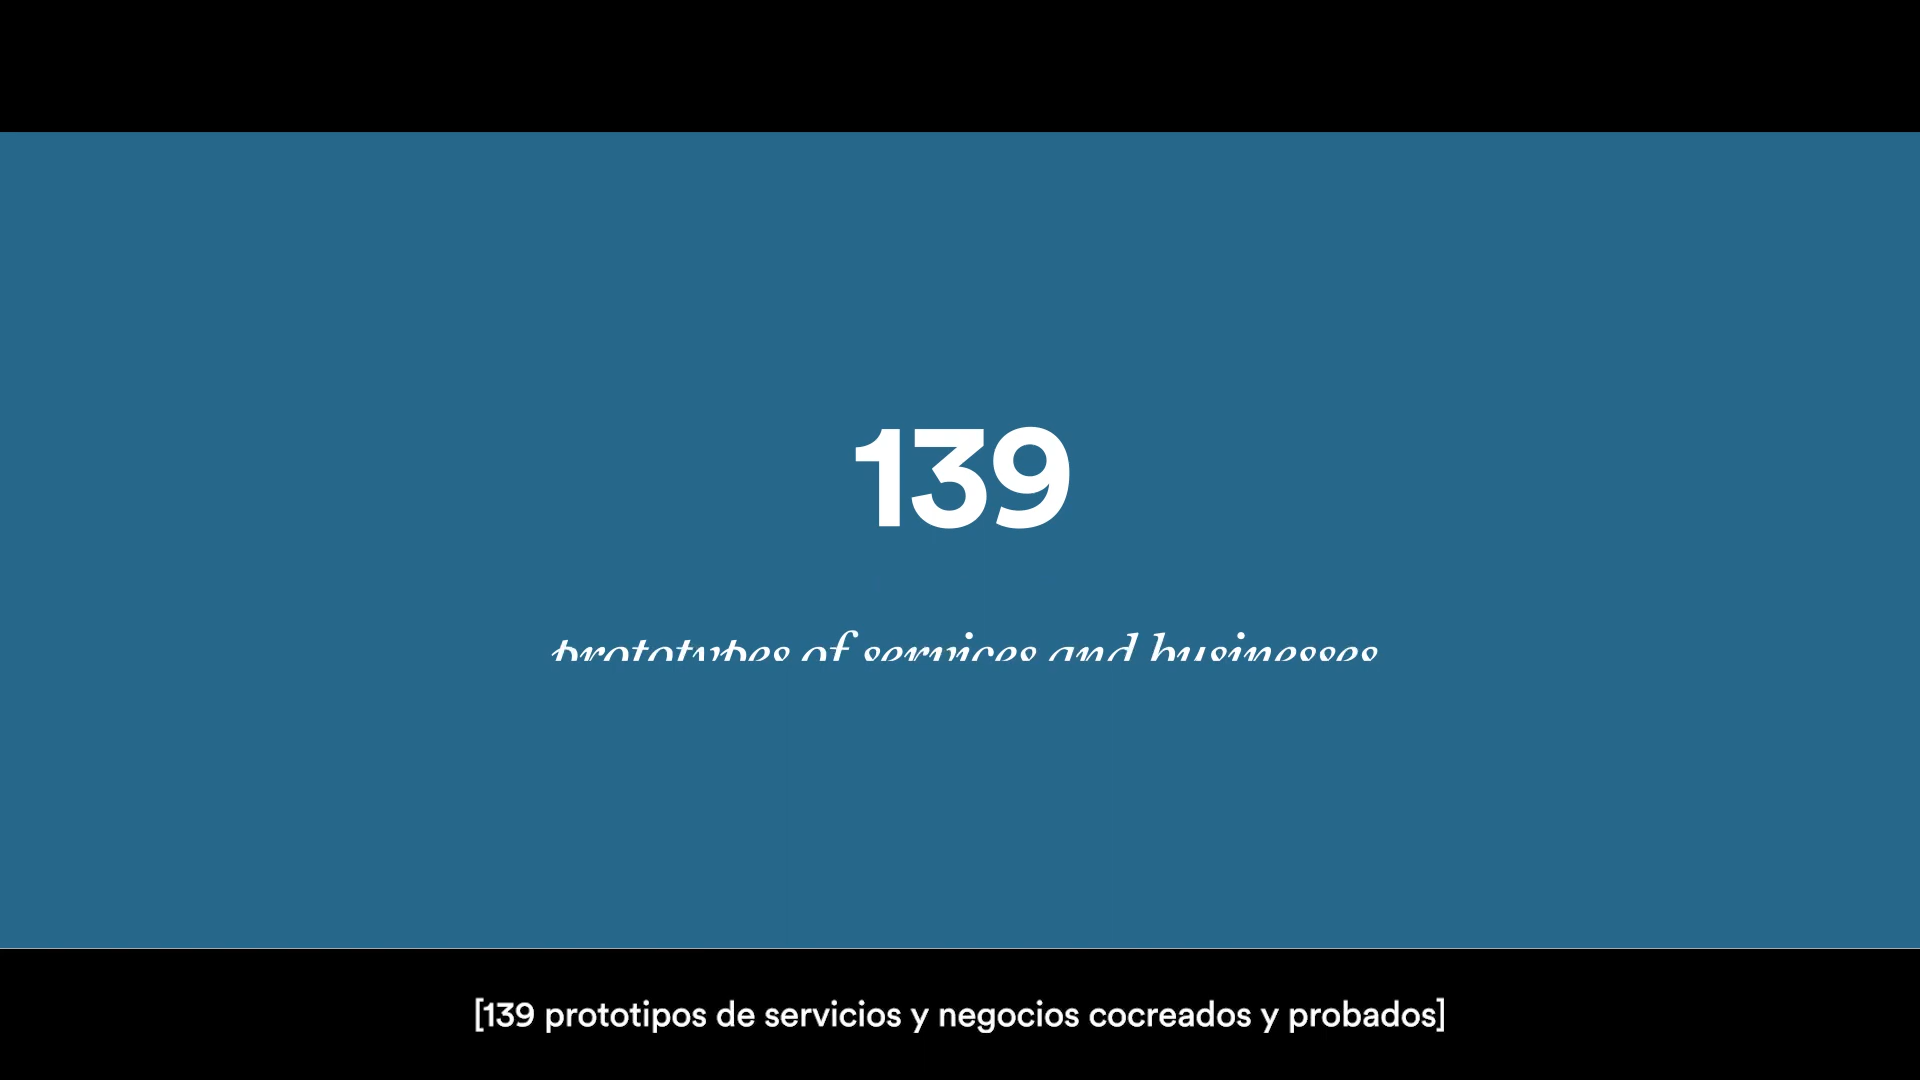 139
prototypes of services and businesses
[139 prototipos de servicios y negocios cocreados y probados]